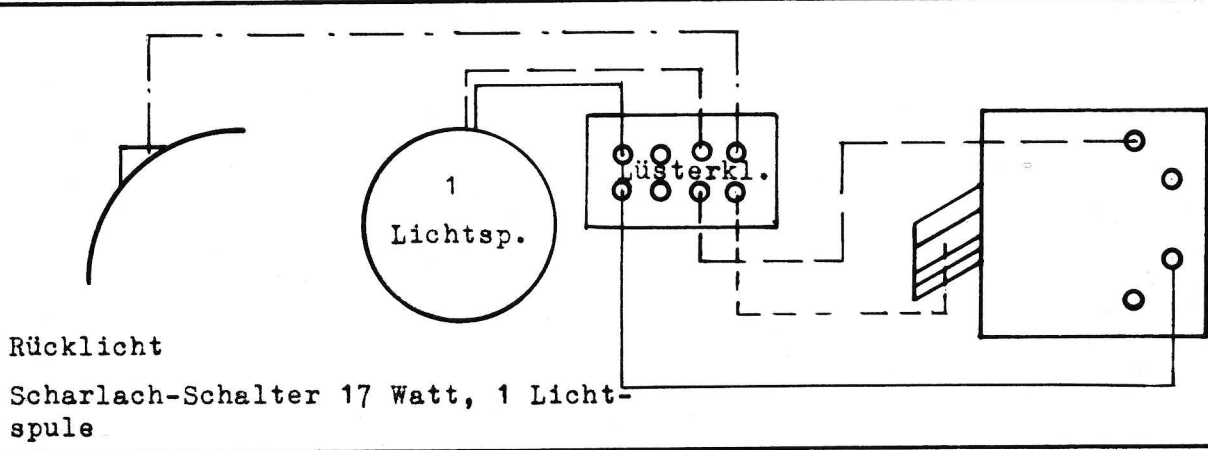 1
Lichtsp.
Lüsterkl.
Rücklicht
Scharlach-Schalter 17 Watt, 1 Licht-
spule